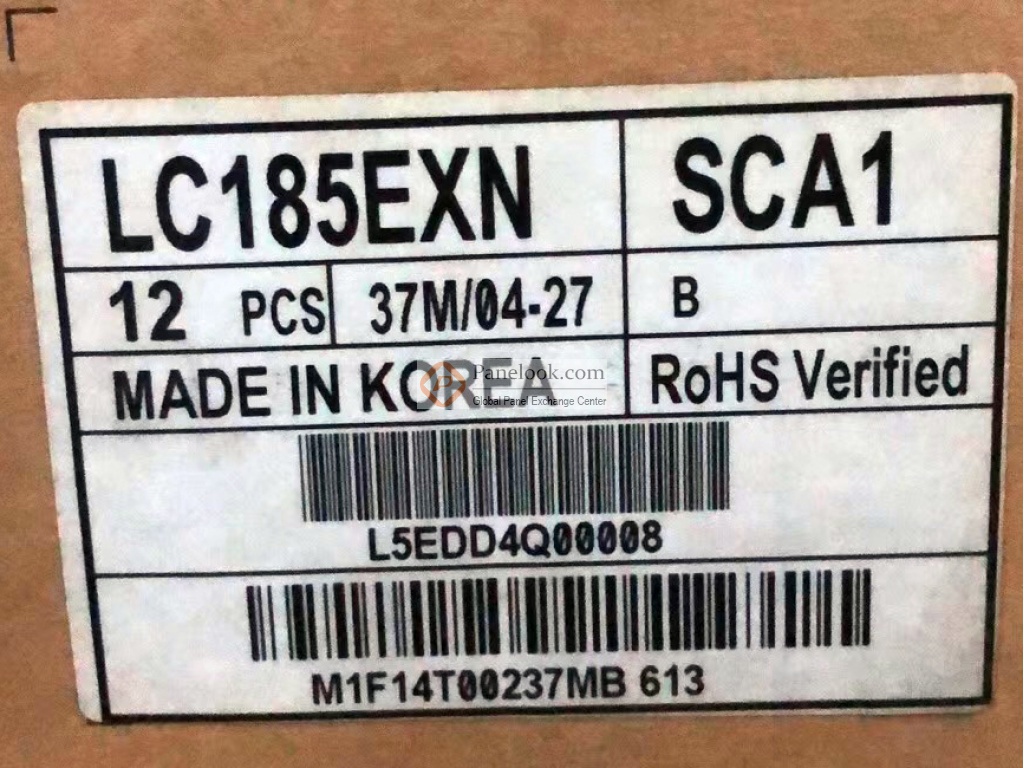 LC185EXN SCA1
12 PCS 37M/04-27 B
MADE IN KOREA RoHS Verified
Panelook.com
Global Panel Exchange Center
L5EDD4Q00008
M1F14T00237MB 613